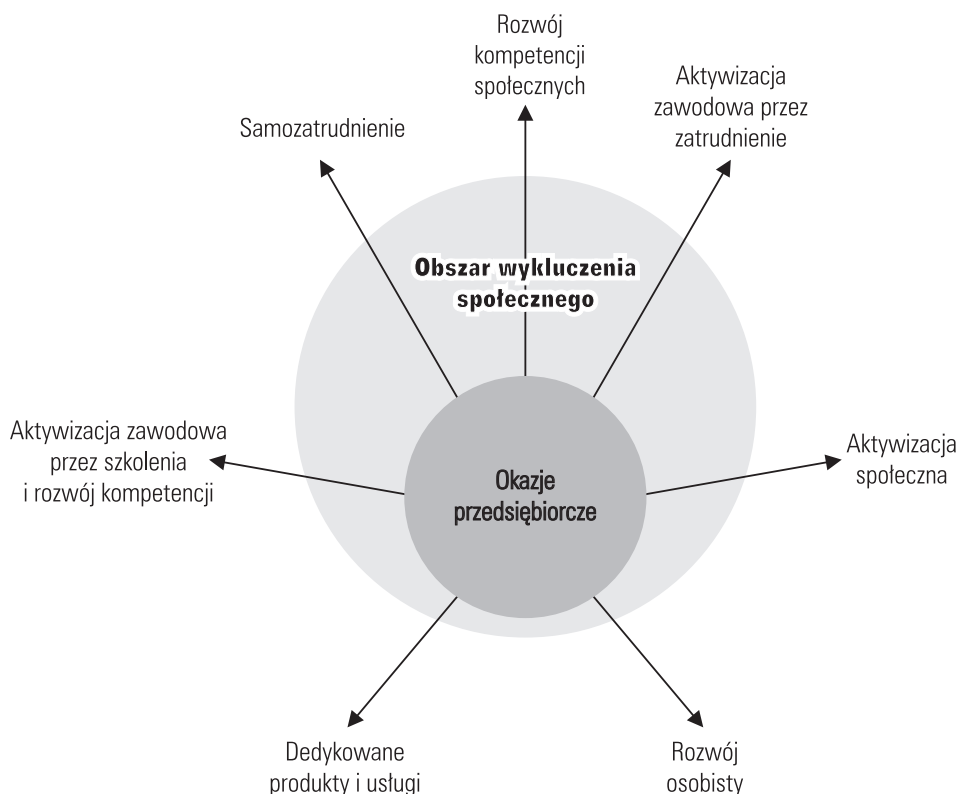 Rozwój
kompetencji
społecznych
Aktywizacja
zawodowa przez
zatrudnienie
Samozatrudnienie
Obszar wykluczenia
społecznego
Aktywizacja zawodowa
przez szkolenia
i rozwój kompetencji
Aktywizacja
społeczna
Okazje
przedsiębiorcze
Dedykowane
produkty i usługi
Rozwój
osobisty